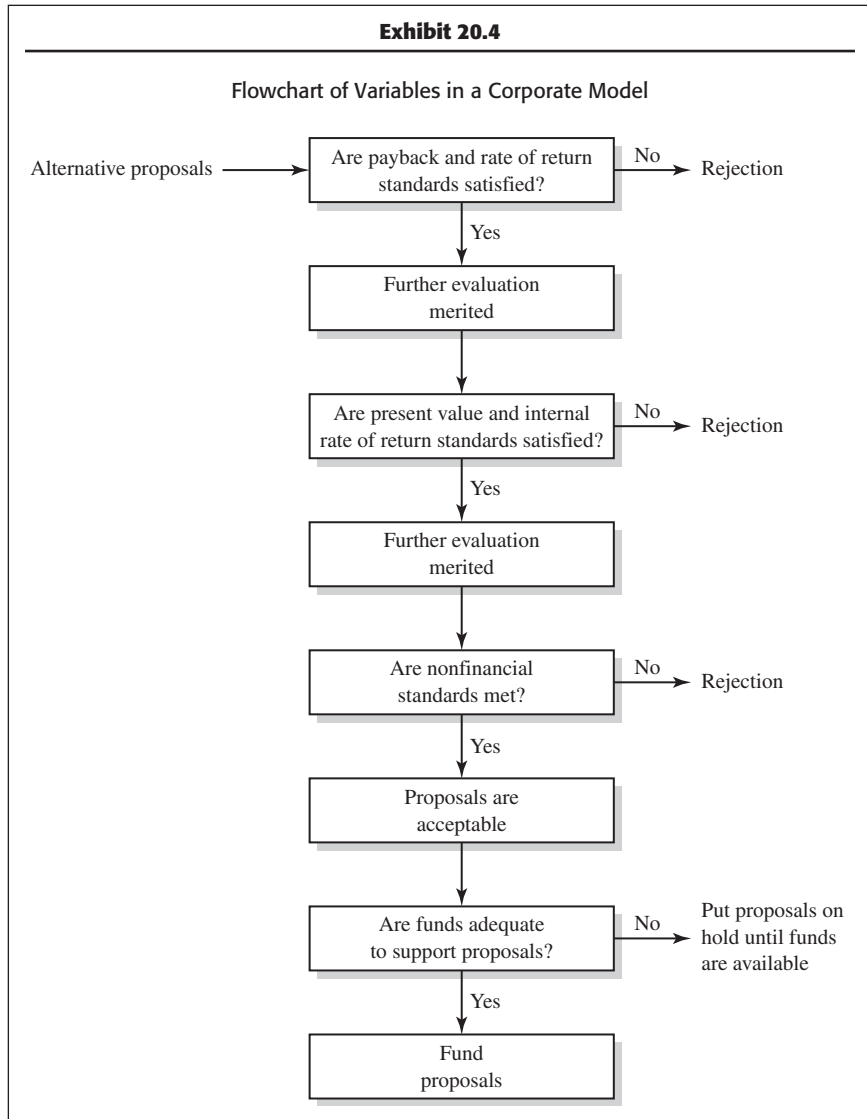 Exhibit 20.4
Flowchart of Variables in a Corporate Model
Alternative proposals
Are payback and rate of return
standards satisfied?
No
Rejection
Yes
Further evaluation
merited
Are present value and internal
rate of return standards satisfied?
No
Rejection
Yes
Further evaluation
merited
Are nonfinancial
standards met?
No
Rejection
Yes
Proposals are
acceptable
Are funds adequate
to support proposals?
No
Put proposals on
hold until funds
are available
Yes
Fund
proposals